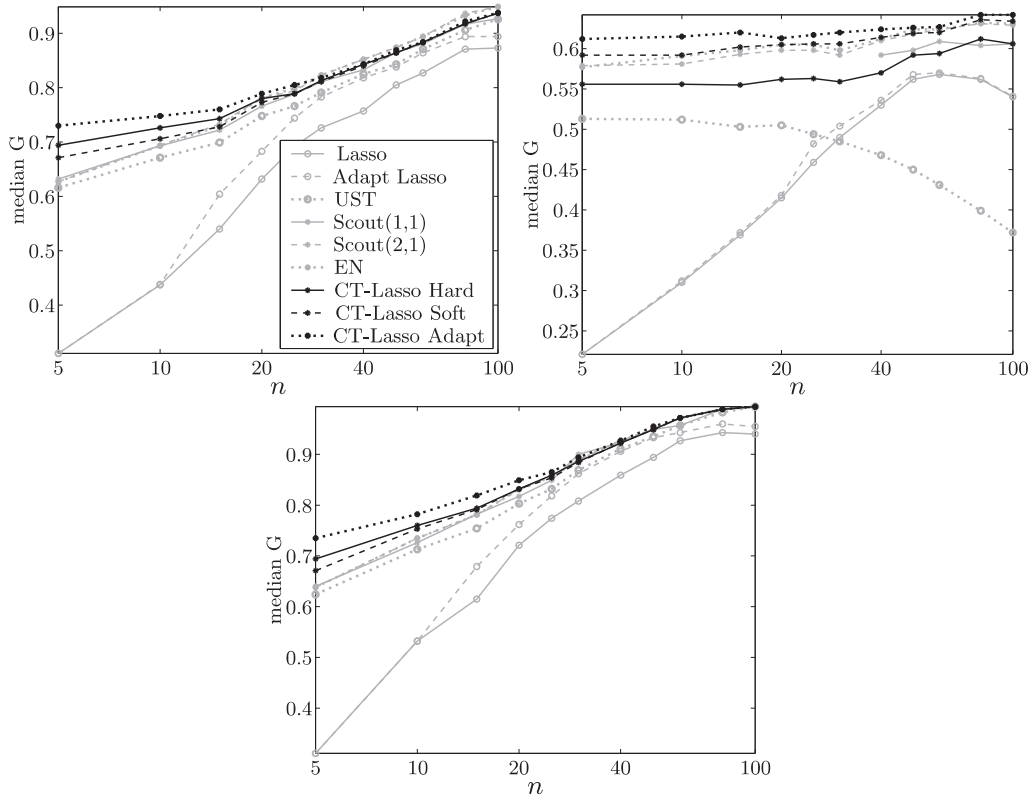 median G
0.9
0.8
0.7
0.6
0.5
0.4
5
10
20
40
100
n
Lasso
Adapt Lasso
UST
Scout(1,1)
Scout(2,1)
EN
CT-Lasso Hard
CT-Lasso Soft
CT-Lasso Adapt
median G
0.6
0.55
0.5
0.45
0.4
0.35
0.3
0.25
5
10
20
40
100
n
median G
0.9
0.8
0.7
0.6
0.5
0.4
5
10
20
40
100
n